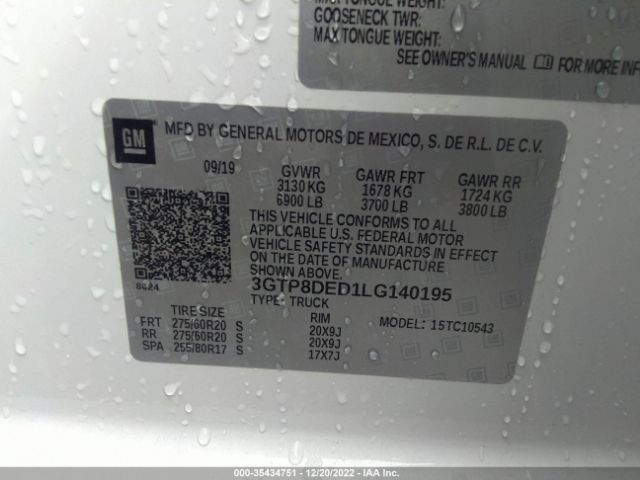 MAX TONGUE WEIGHT:
GOOSENECK TWR:
MAX TONGUE WEIGHT:
SEE OWNER'S MANUAL FOR MORE INF
GM
MFD BY GENERAL MOTORS DE MEXICO, S. DE R.L. DE C.V.
09/19 GVWR GAWR FRT GAWR RR
3130 KG 1678 KG 1724 KG
6900 LB 3700 LB 3800 LB
THIS VEHICLE CONFORMS TO ALL
APPLICABLE U.S. FEDERAL MOTOR
VEHICLE SAFETY STANDARDS IN EFFECT
ON THE DATE OF MANUFACTURE
SHOWN ABOVE.
3GTP8DED1LG140195
8424 TYPE: TRUCK
TIRE SIZE RIM MODEL: 15TC10543
FRT 275/60R20 S 20X9J
RR 275/60R20 S 20X9J
SPA 255/80R17 S 17X7J
000-35434751 - 12/20/2022 - IAA Inc.